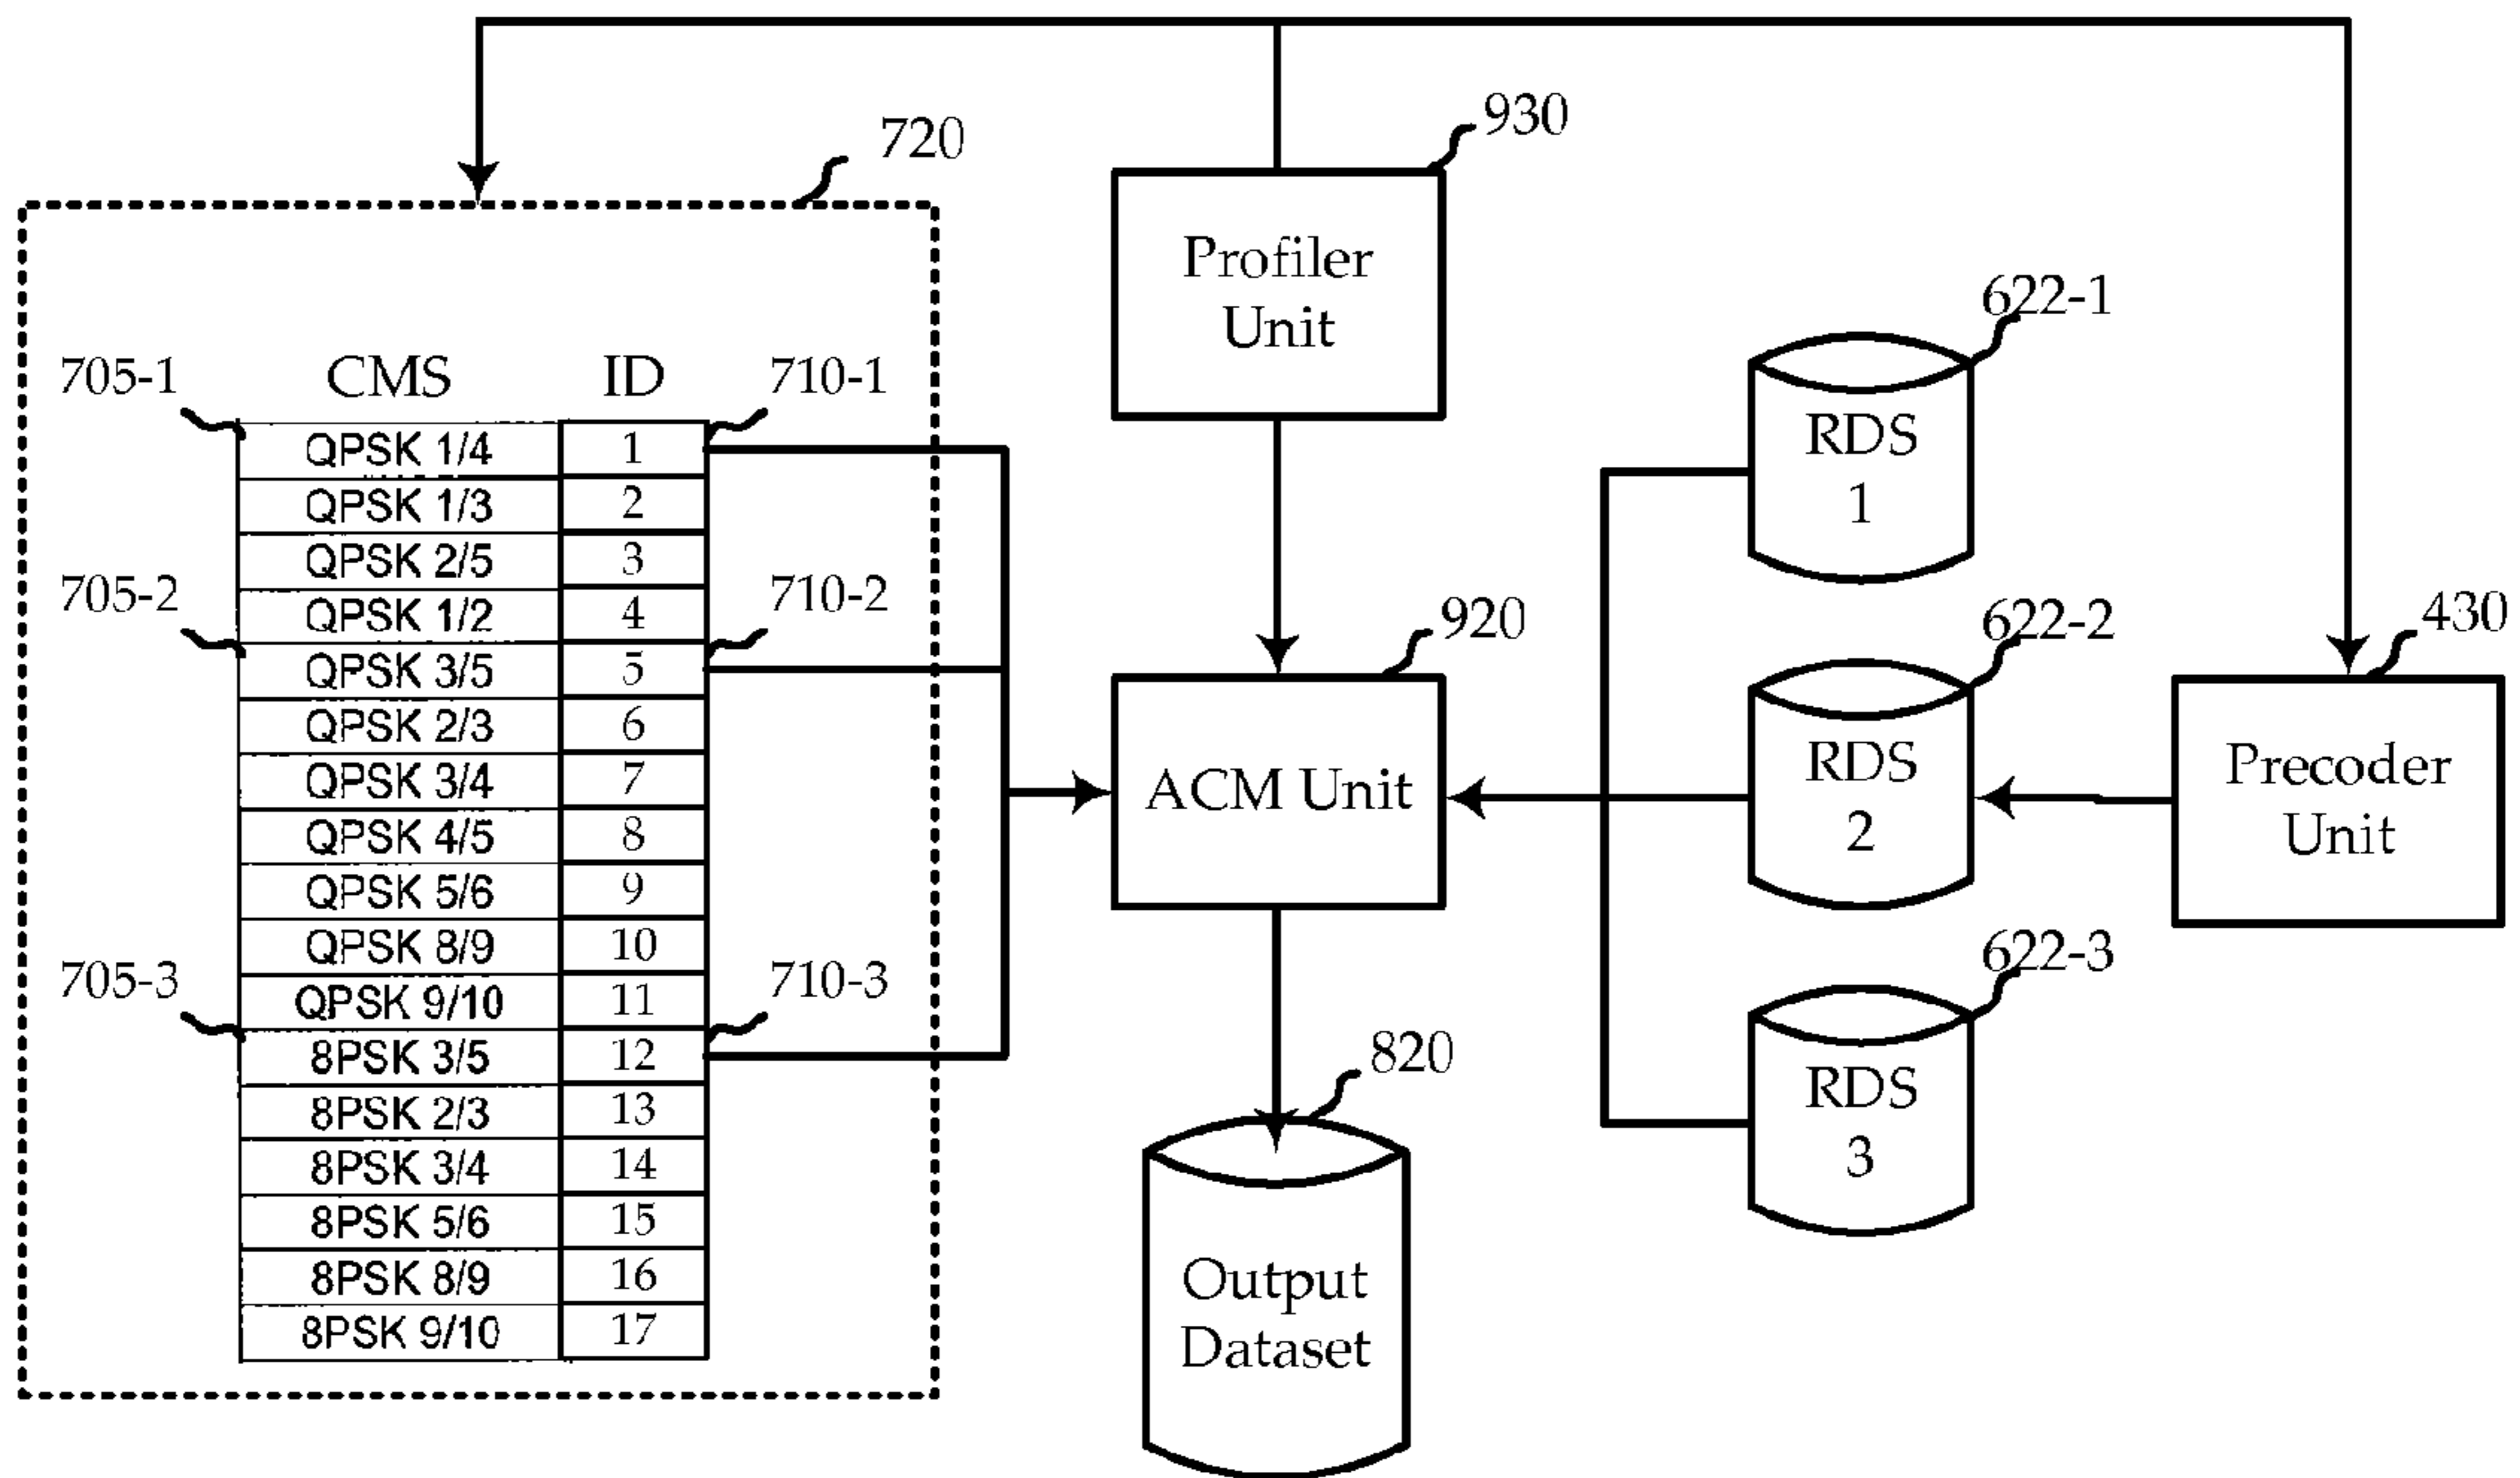 720
930
Profiler
Unit
622-1
705-1
CMS
ID
710-1
RDS
1
QPSK 1/4
1
QPSK 1/3
2
QPSK 2/5
3
705-2
710-2
QPSK 1/2
4
920
622-2
430
QPSK 3/5
5
QPSK 2/3
6
QPSK 3/4
7
ACM Unit
RDS
2
Precoder
Unit
QPSK 4/5
8
QPSK 5/6
9
QPSK 8/9
10
705-3
710-3
622-3
QPSK 9/10
11
8PSK 3/5
12
820
RDS
3
8PSK 2/3
13
8PSK 3/4
14
8PSK 5/6
15
8PSK 8/9
16
8PSK 9/10
17
Output
Dataset